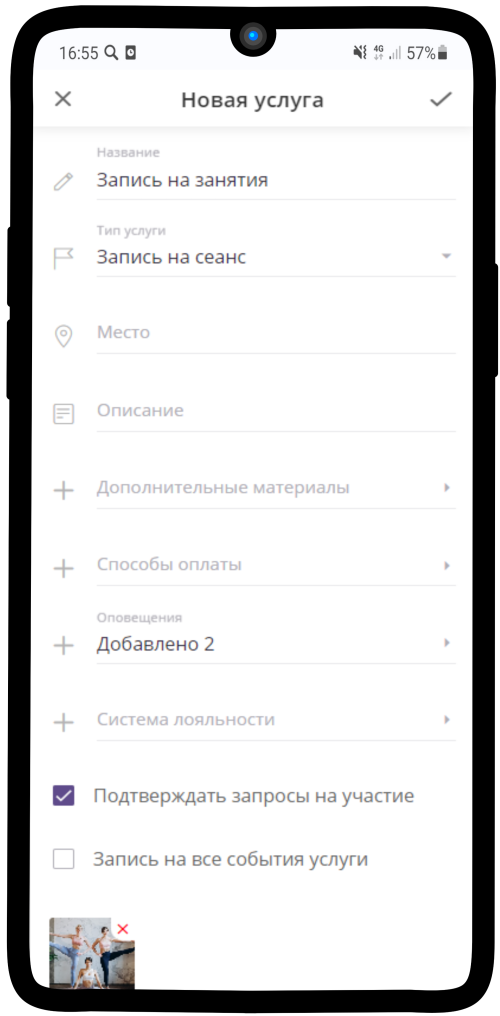 16:55 4G 57%
Новая услуга
Название
Запись на занятия
Тип услуги
Запись на сеанс
Место
Описание
Дополнительные материалы
Способы оплаты
Оповещения
Добавлено 2
Система лояльности
Подтверждать запросы на участие
Запись на все события услуги